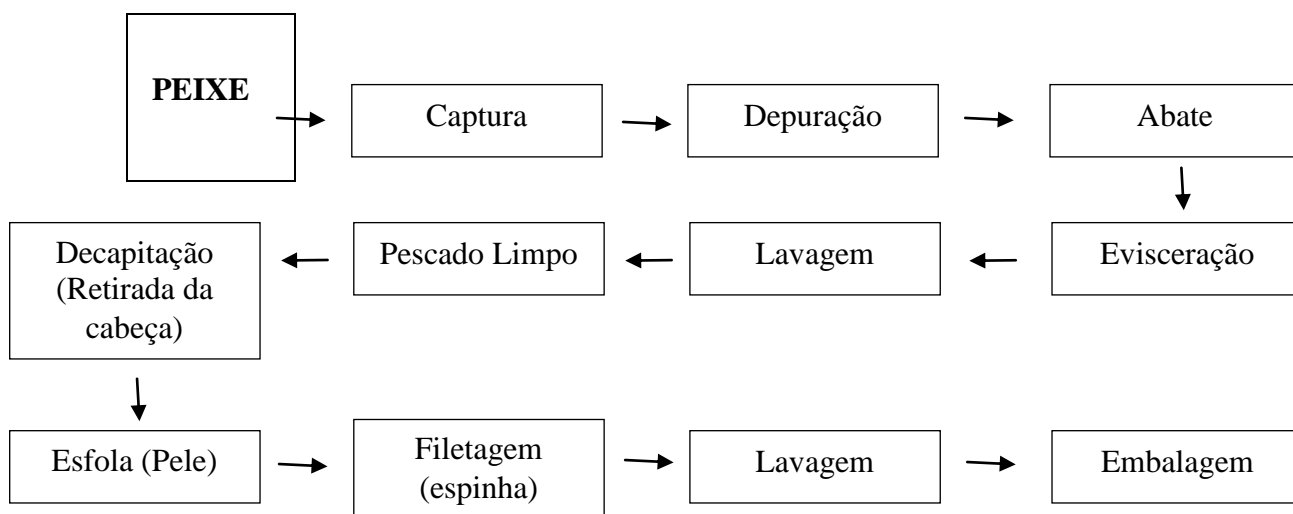 PEIXE
Captura
Depuração
Abate
Evisceração
Lavagem
Pescado Limpo
Decapitação
(Retirada da
cabeça)
Esfola (Pele)
Filetagem
(espinha)
Lavagem
Embalagem